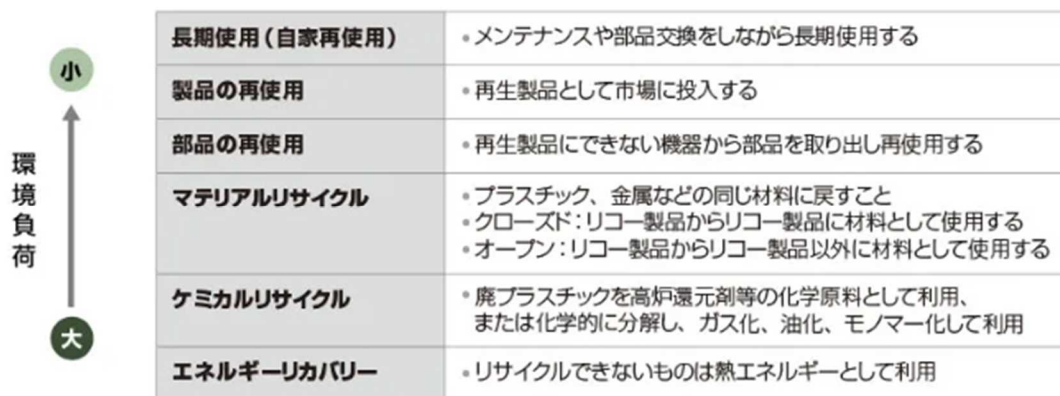 小
環境負荷
大
長期使用(自家再使用)
•メンテナンスや部品交換をしながら長期使用する
製品の再使用
•再生製品として市場に投入する
部品の再使用
•再生製品にできない機器から部品を取り出し再使用する
マテリアルリサイクル
•プラスチック、金属などの同じ材料に戻すこと
•クローズド:リコー製品からリコー製品に材料として使用する
•オープン:リコー製品からリコー製品以外に材料として使用する
ケミカルリサイクル
•廃プラスチックを高炉還元剤等の化学原料として利用、
または化学的に分解し、ガス化、油化、モノマー化して利用
エネルギーリカバリー
•リサイクルできないものは熱エネルギーとして利用